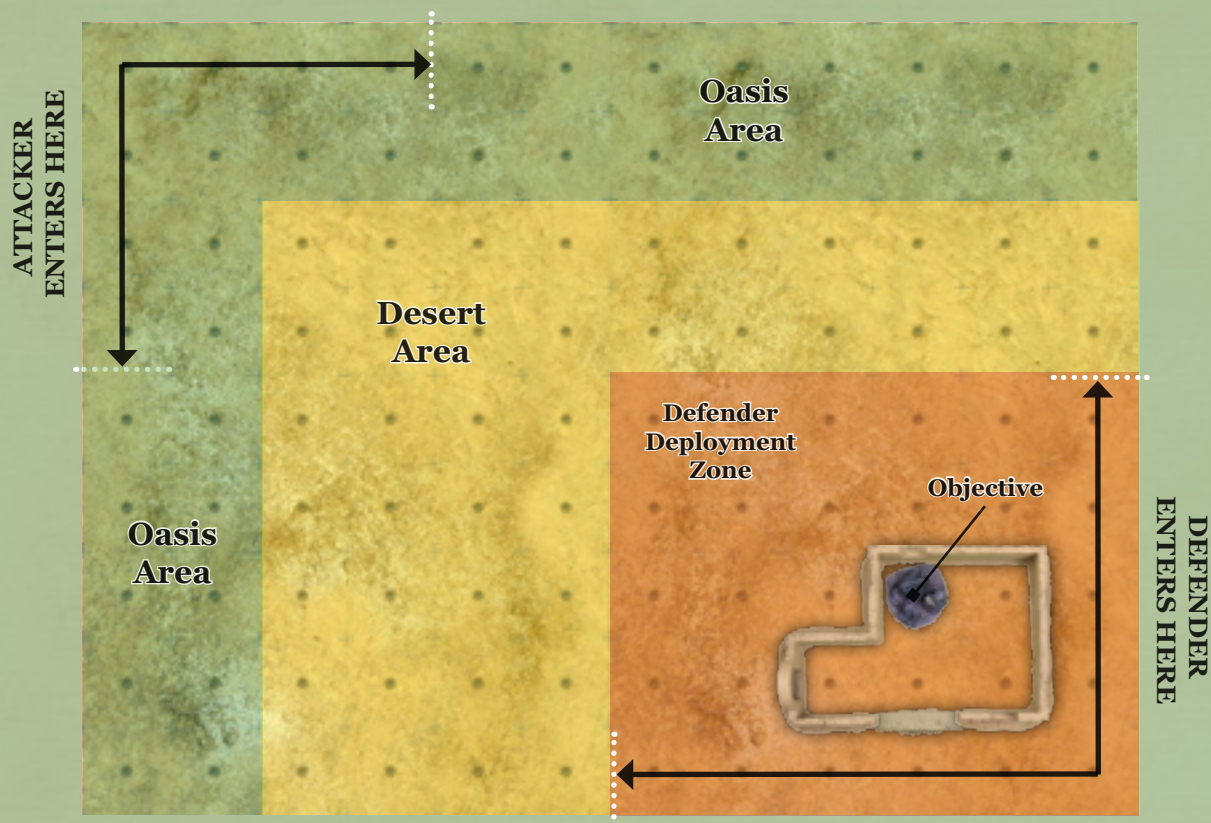 ATTACKER
ENTERS HERE
Oasis
Area
Desert
Area
Defender
Deployment
Zone
Objective
Oasis
Area
DEFENDER
ENTERS HERE